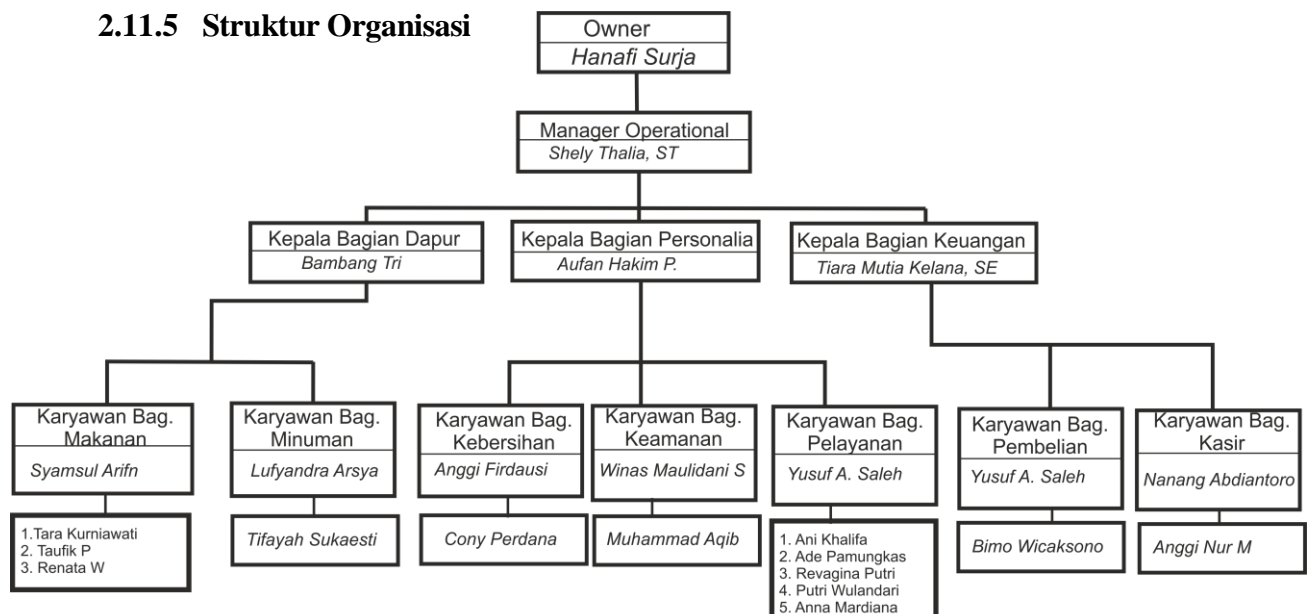 2.11.5 Struktur Organisasi
Owner
Hanafi Surja
Manager Operational
Shely Thalia, ST
Kepala Bagian Dapur
Bambang Tri
Kepala Bagian Personalia
Aufan Hakim P.
Kepala Bagian Keuangan
Tiara Mutia Kelana, SE
Karyawan Bag.
Makanan
Syamsul Arifn
1.Tara Kurniawati
2. Taufik P
3. Renata W
Karyawan Bag.
Minuman
Lufyandra Arsya
Tifayah Sukaesti
Karyawan Bag.
Kebersihan
Anggi Firdausi
Cony Perdana
Karyawan Bag.
Keamanan
Winas Maulidani S
Muhammad Aqib
Karyawan Bag.
Pelayanan
Yusuf A. Saleh
1. Ani Khalifa
2. Ade Pamungkas
3. Revagina Putri
4. Putri Wulandari
5. Anna Mardiana
Karyawan Bag.
Pembelian
Yusuf A. Saleh
Bimo Wicaksono
Karyawan Bag.
Kasir
Nanang Abdiantoro
Anggi Nur M